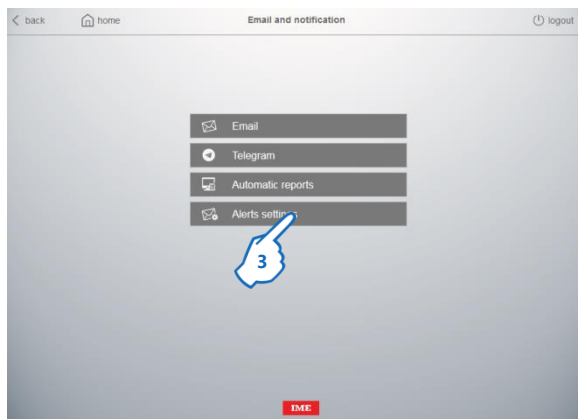 back home Email and notification logout
Email
Telegram
Automatic reports
Alerts settings
3
IME